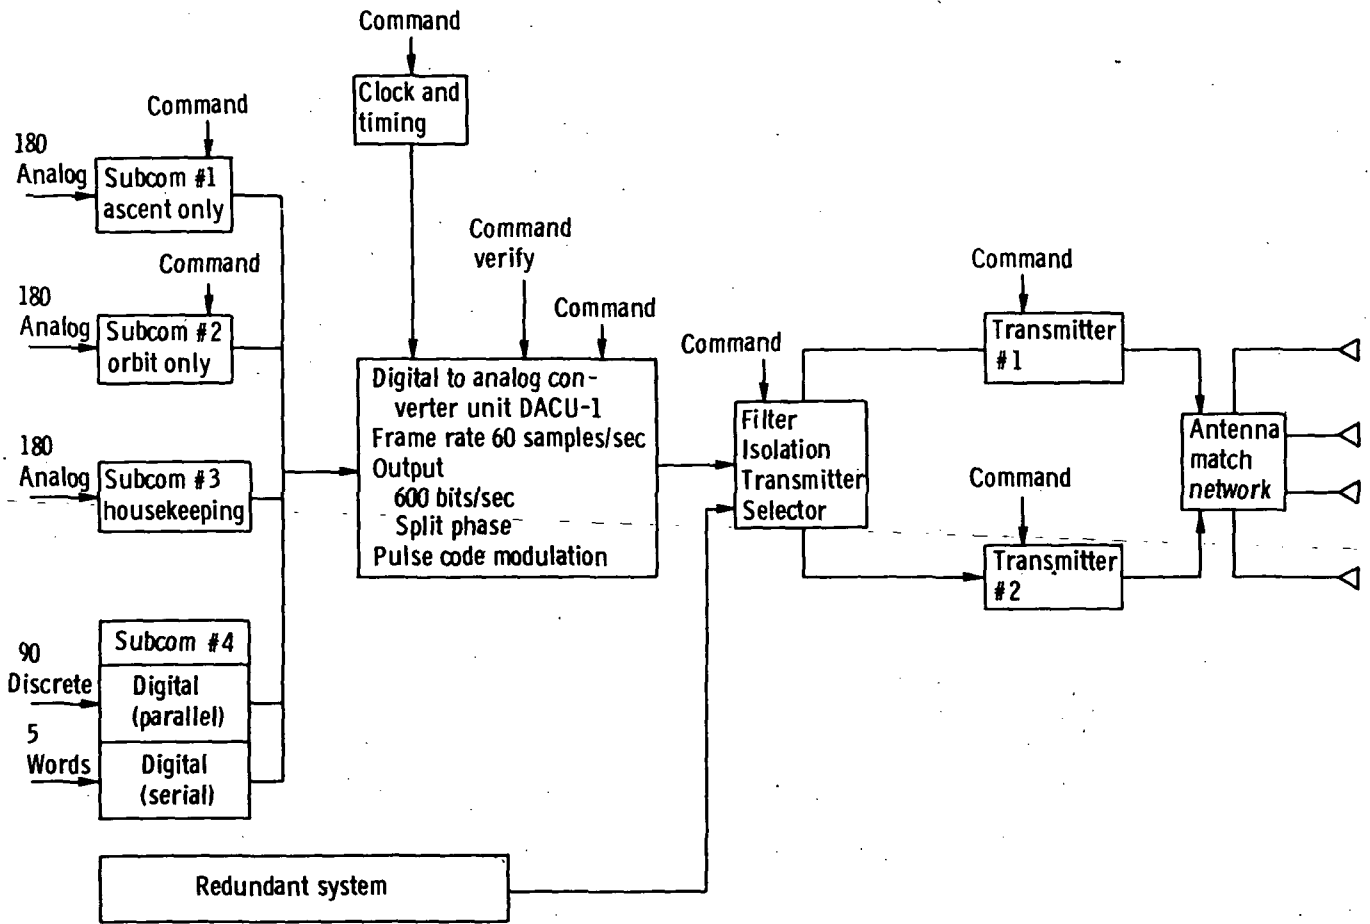 Command
Clock and
timing
Command
180
Analog
Subcom #1
ascent only
Command
180
Analog
Subcom #2
orbit only
180
Analog
Subcom #3
housekeeping
90
Discrete
5
Words
Subcom #4
Digital
(parallel)
Digital
(serial)
Redundant system
Command
verify
Command
Digital to analog con-
verter unit DACU-1
Frame rate 60 samples/sec
Output
600 bits/sec
Split phase
Pulse code modulation
Command
Filter
Isolation
Transmitter
Selector
Command
Transmitter
#1
Command
Transmitter
#2
Antenna
match
network